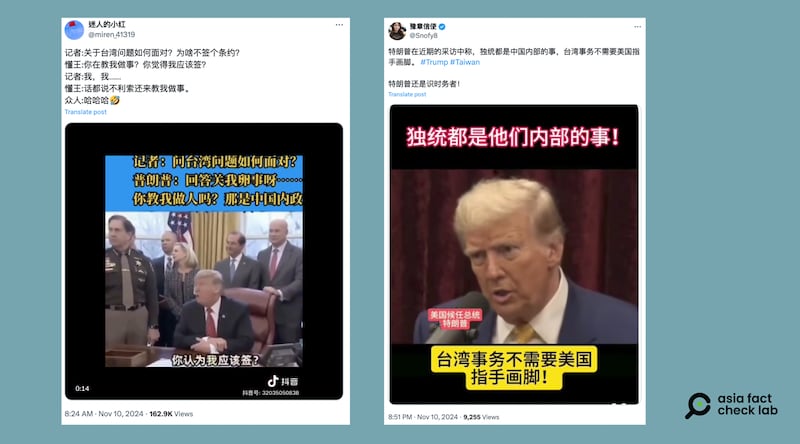 迷人的小红
@miren_41319
记者:关于台湾问题如何面对？为啥不签个条约？
懂王:你在教我做事？你觉得我应该签？
记者:我，我......
懂王:话都说不利索还来教我做事。
众人:哈哈哈🤣
Translate post
记者：问台湾问题如何面对?
普朗普：回答关我卵事呀……
你教我做人吗？那是中国内政
你认为我应该签？
0:14
抖音
抖音号: 32035050838
8:24 AM · Nov 10, 2024 · 162.9K Views
豫章信使
@Snofy8
特朗普在近期的采访中称，独统都是中国内部的事，台湾事务不需要美国指
手画脚。 #Trump #Taiwan
特朗普还是识时务者！
Translate post
独统都是他们内部的事！
美国候任总统
特朗普
台湾事务不需要美国
指手画脚！
8:51 PM · Nov 10, 2024 · 9,255 Views
asia fact
check lab